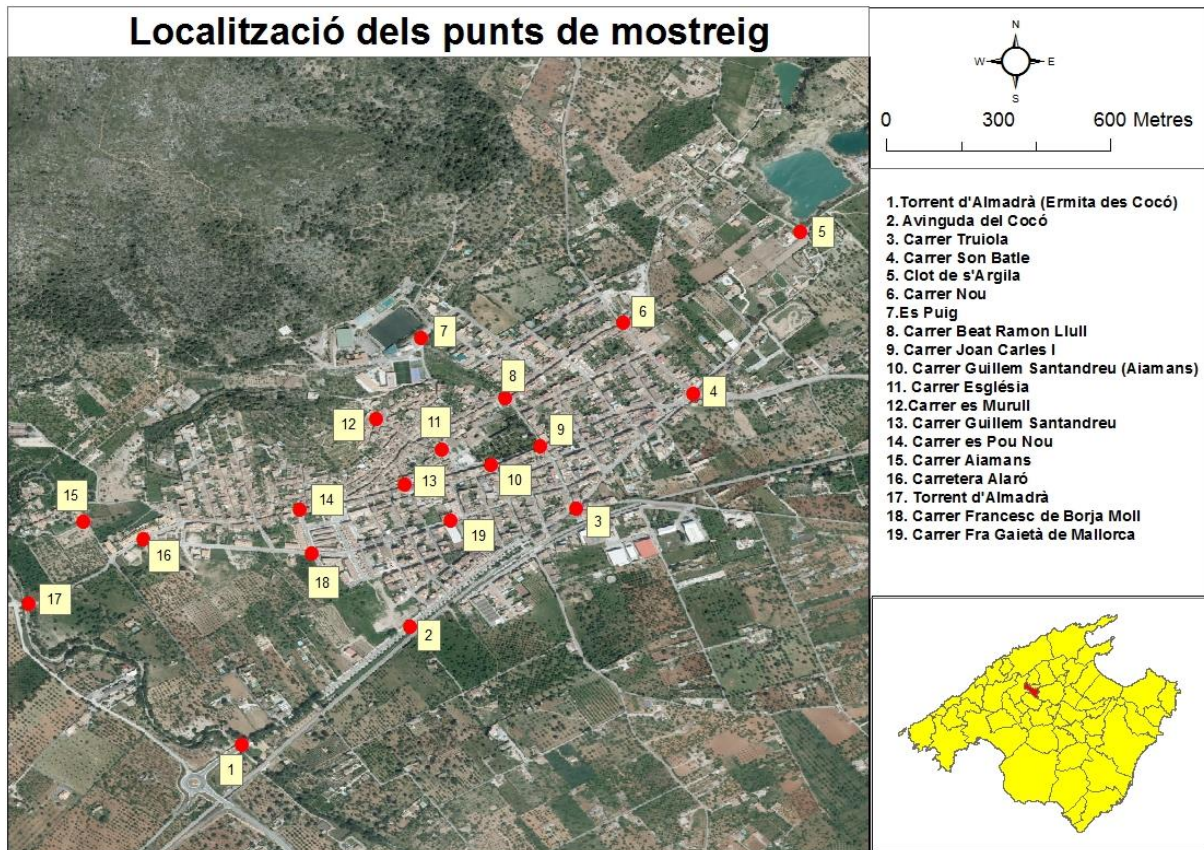 Localització dels punts de mostreig
N
W E
S
0 300 600 Metres
1.Torrent d'Almadrà (Ermita des Cocó)
2. Avinguda del Cocó
3. Carrer Truiola
4. Carrer Son Batle
5. Clot de s'Argila
6. Carrer Nou
7.Es Puig
8. Carrer Beat Ramon Llull
9. Carrer Joan Carles I
10. Carrer Guillem Santandreu (Aiamans)
11. Carrer Església
12.Carrer es Murull
13. Carrer Guillem Santandreu
14. Carrer es Pou Nou
15. Carrer Aiamans
16. Carretera Alaró
17. Torrent d'Almadrà
18. Carrer Francesc de Borja Moll
19. Carrer Fra Gaietà de Mallorca
5
6
7
8
4
12
11
9
10
13
15
14
3
19
16
18
17
2
1